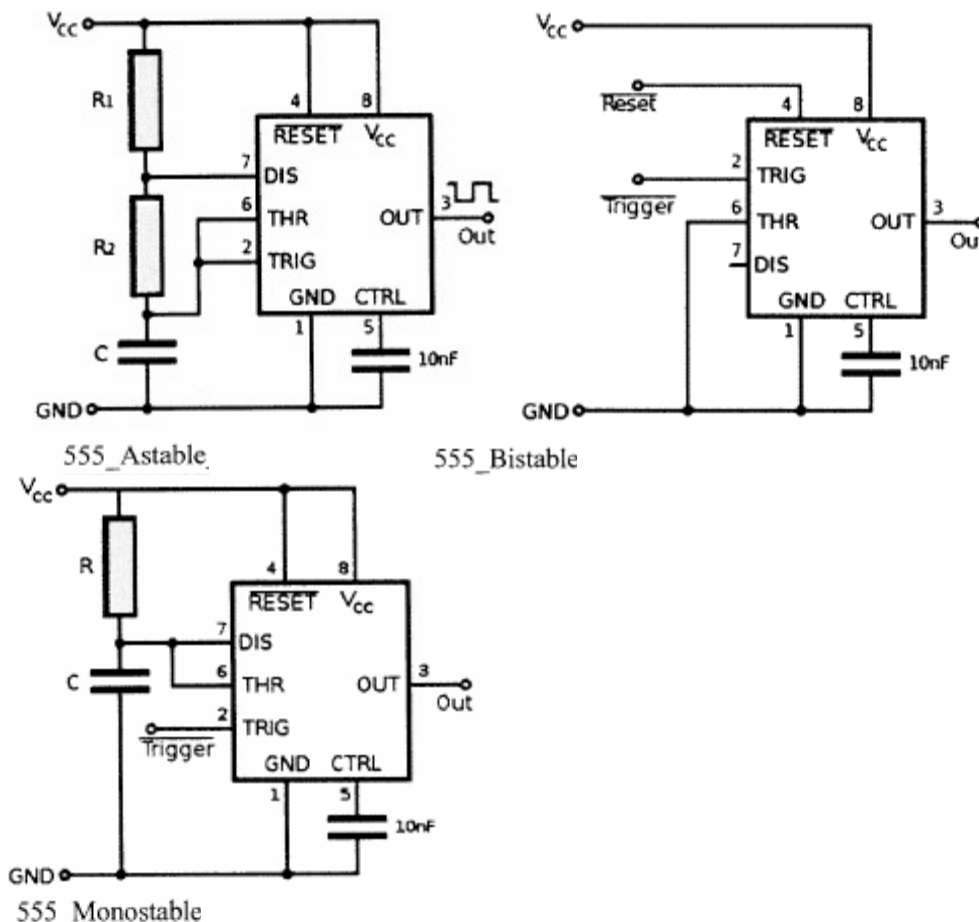 VCC
R1
4
8
RESET
VCC
7
DIS
6
THR
R2
2
TRIG
OUT
3
Out
GND
CTRL
1
5
C
10nF
GND
555_Astable
VCC
Reset
4
8
RESET
VCC
2
TRIG
Trigger
6
THR
OUT
3
Ou
7
DIS
GND
CTRL
1
5
10nF
GND
555_Bistable
VCC
R
4
8
RESET
VCC
7
DIS
C
6
THR
OUT
3
Out
2
TRIG
Trigger
GND
CTRL
1
5
10nF
GND
555_Monostable